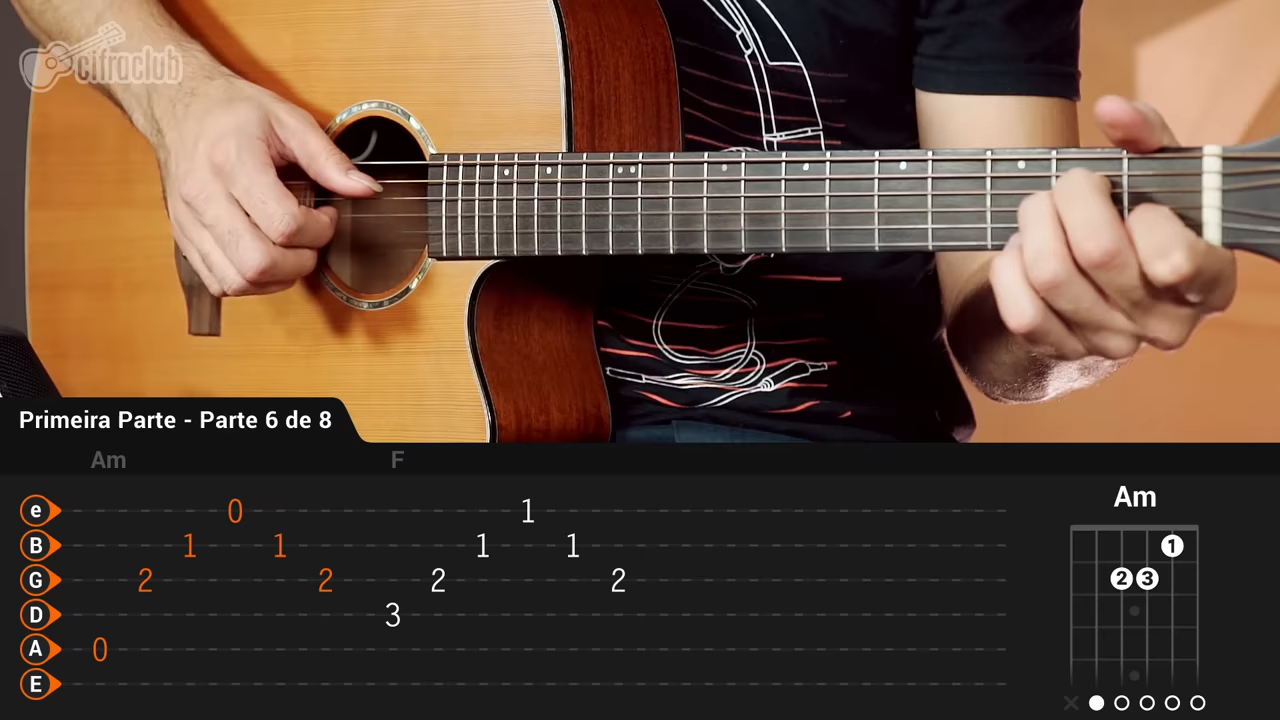 cifraclub
Primeira Parte - Parte 6 de 8
Am F
e 0 1
B 1 1 1 1
G 2 2 2 2
D 3
A 0
E
Am
1
2 3
X